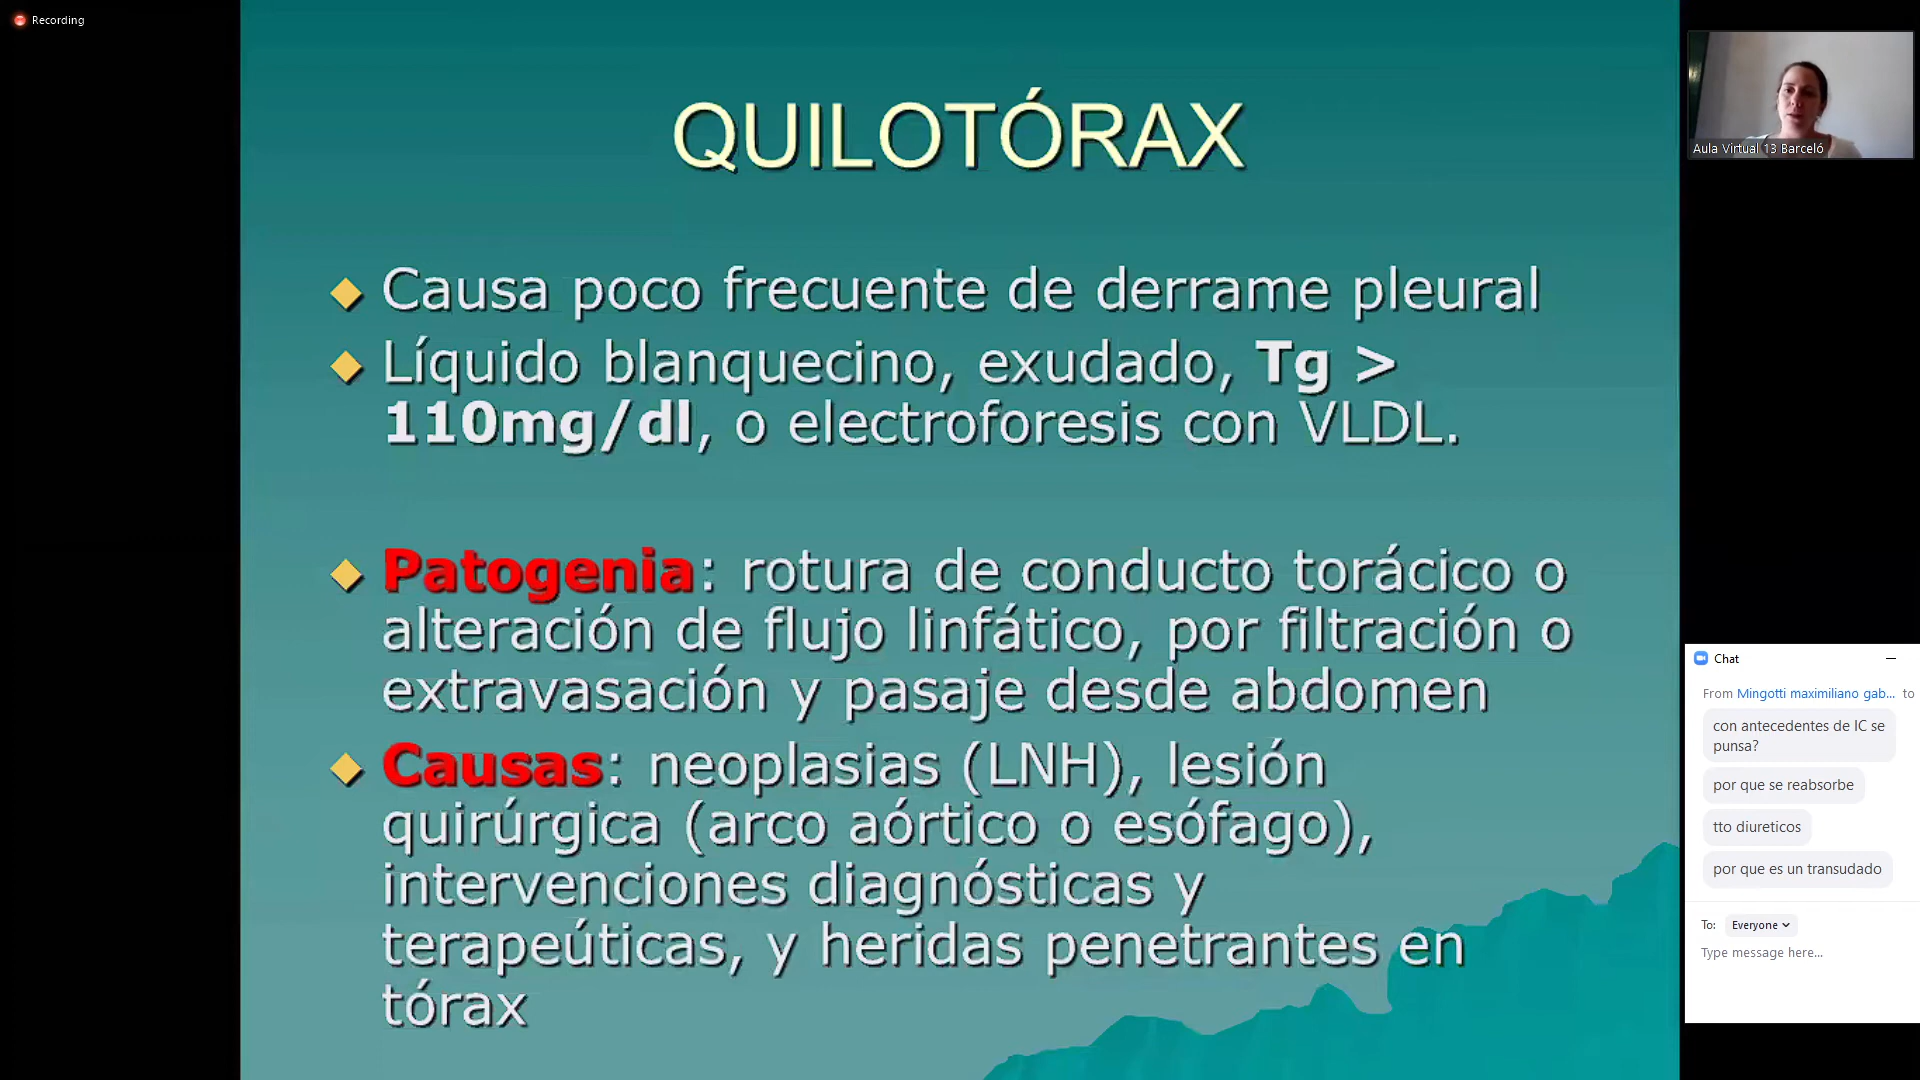 Recording
QUILOTÓRAX
Causa poco frecuente de derrame pleural
Líquido blanquecino, exudado, Tg >
110mg/dl, o electroforesis con VLDL.
Patogenia: rotura de conducto torácico o
alteración de flujo linfático, por filtración o
extravasación y pasaje desde abdomen
Causas: neoplasias (LNH), lesión
quirúrgica (arco aórtico o esófago),
intervenciones diagnósticas y
terapeúticas, y heridas penetrantes en
tórax
Aula Virtual 13 Barceló
Chat
From Mingotti maximiliano gab... to
con antecedentes de IC se
punsa?
por que se reabsorbe
tto diureticos
por que es un transudado
To: Everyone
Type message here...